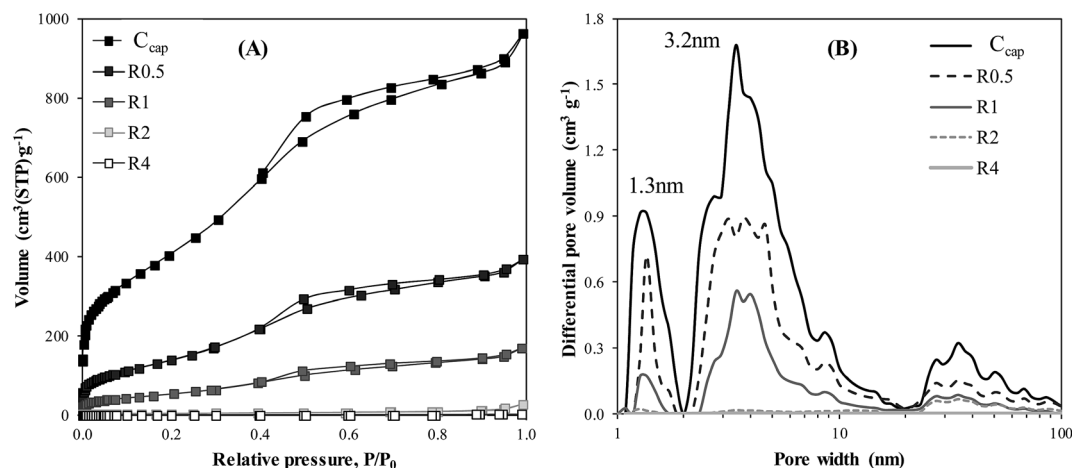 (A)
C_cap
R0.5
R1
R2
R4
1000
800
600
400
200
0
Volume (cm³(STP)·g⁻¹)
0.0 0.2 0.4 0.6 0.8 1.0
Relative pressure, P/P₀
(B)
C_cap
R0.5
R1
R2
R4
3.2nm
1.3nm
1.8
1.5
1.2
0.9
0.6
0.3
0.0
Differential pore volume (cm³ g⁻¹)
1 10 100
Pore width (nm)